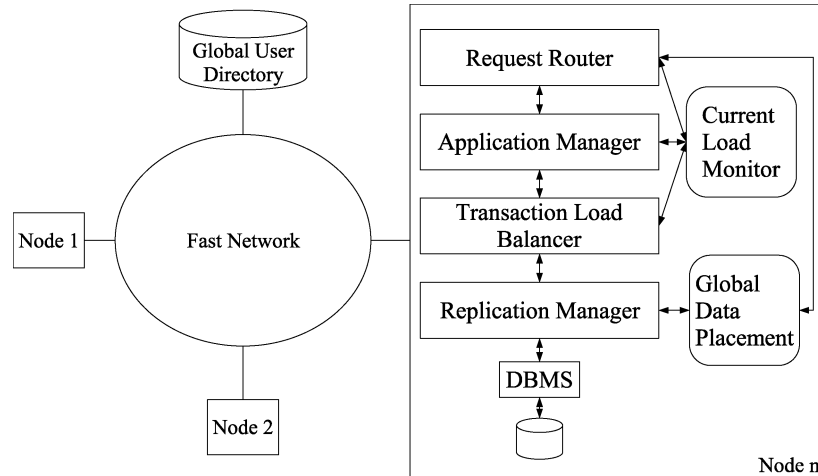 Global User
Directory
Fast Network
Node 1
Node 2
Request Router
Application Manager
Transaction Load
Balancer
Replication Manager
DBMS
Current
Load
Monitor
Global
Data
Placement
Node n